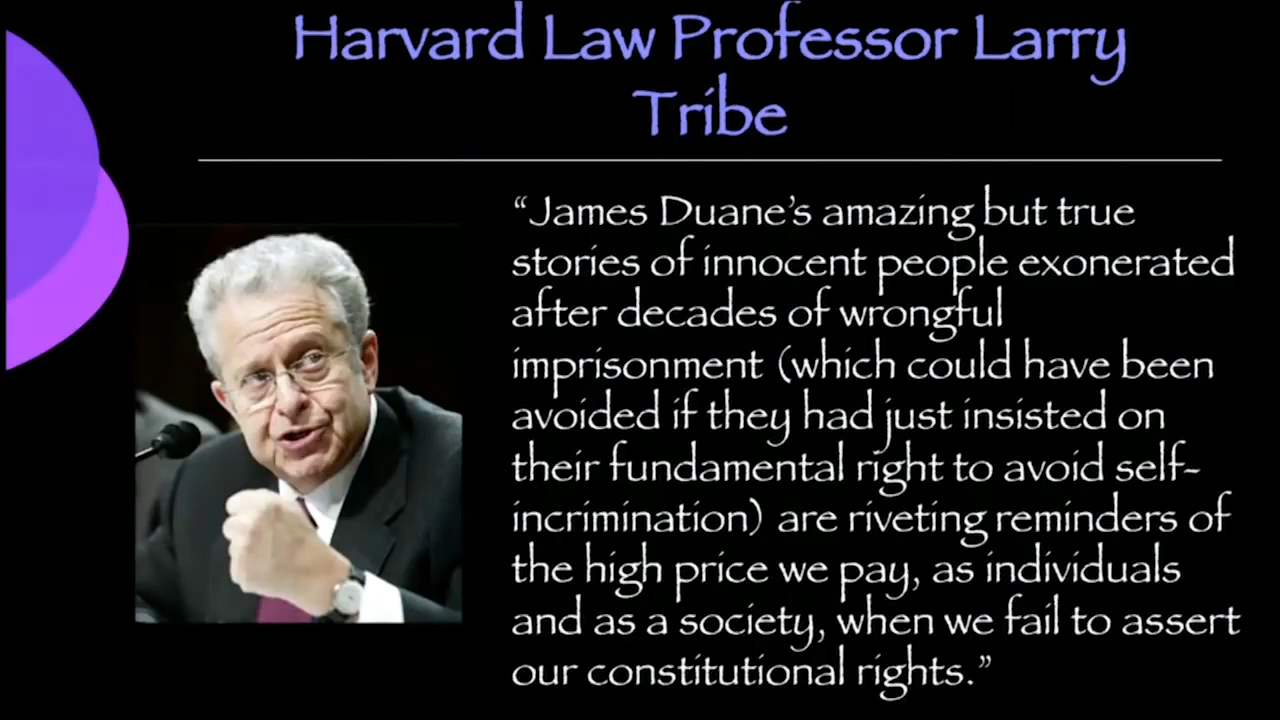 Harvard Law Professor Larry
Tribe
“James Duane’s amazing but true
stories of innocent people exonerated
after decades of wrongful
imprisonment (which could have been
avoided if they had just insisted on
their fundamental right to avoid self-
incrimination) are riveting reminders of
the high price we pay, as individuals
and as a society, when we fail to assert
our constitutional rights.”